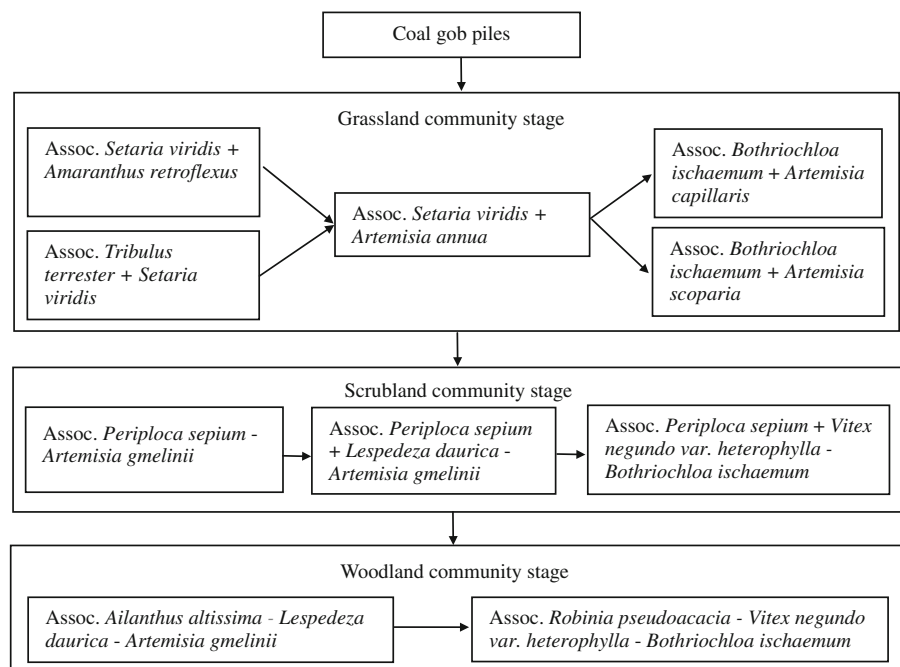 Coal gob piles
Grassland community stage
Assoc. Setaria viridis +
Amaranthus retroflexus
Assoc. Tribulus
terrester + Setaria
viridis
Assoc. Setaria viridis +
Artemisia annua
Assoc. Bothriochloa
ischaemum + Artemisia
capillaris
Assoc. Bothriochloa
ischaemum + Artemisia
scoparia
Scrubland community stage
Assoc. Periploca sepium -
Artemisia gmelinii
Assoc. Periploca sepium
+ Lespedeza daurica -
Artemisia gmelinii
Assoc. Periploca sepium + Vitex
negundo var. heterophylla -
Bothriochloa ischaemum
Woodland community stage
Assoc. Ailanthus altissima - Lespedeza
daurica - Artemisia gmelinii
Assoc. Robinia pseudoacacia - Vitex negundo
var. heterophylla - Bothriochloa ischaemum